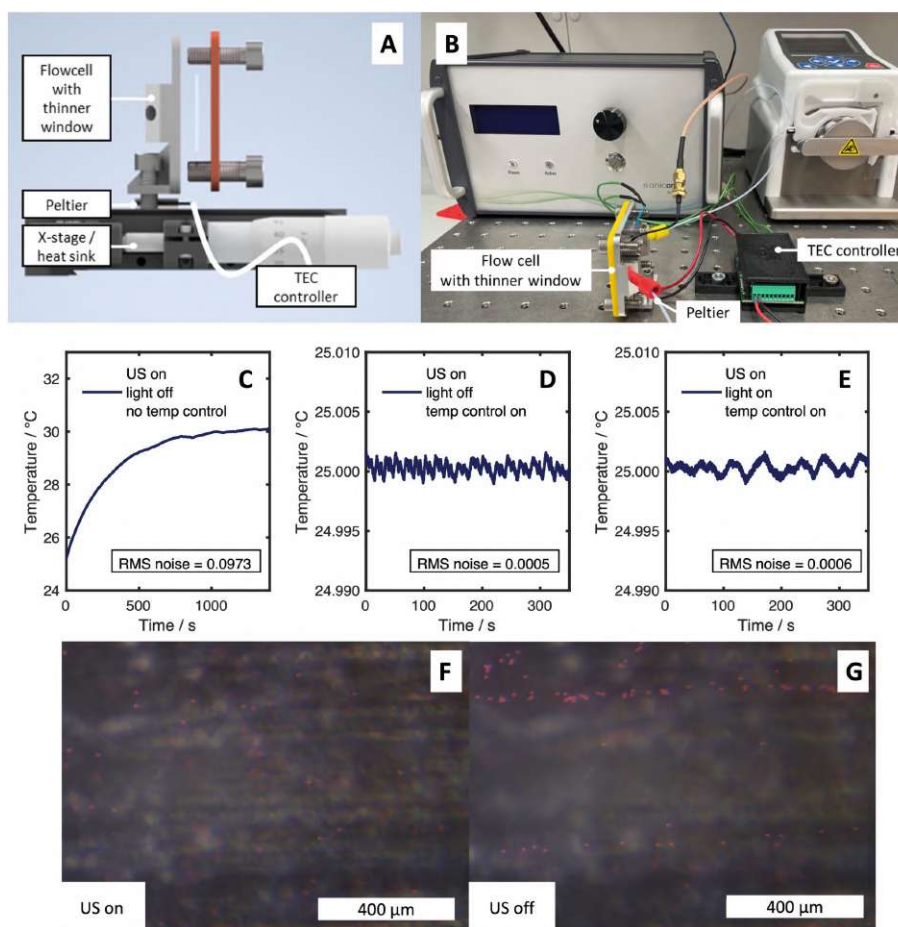 A
Flowcell
with
thinner
window
Peltier
X-stage /
heat sink
TEC
controller
B
Flow cell
with thinner window
TEC controller
Peltier
C
US on
light off
no temp control
Temperature / °C
32
30
28
26
24
RMS noise = 0.0973
0
500
1000
Time / s
D
US on
light off
temp control on
Temperature / °C
25.010
25.005
25.000
24.995
24.990
RMS noise = 0.0005
0
100
200
300
Time / s
E
US on
light on
temp control on
Temperature / °C
25.010
25.005
25.000
24.995
24.990
RMS noise = 0.0006
0
100
200
300
Time / s
F
US on
400 µm
G
US off
400 µm